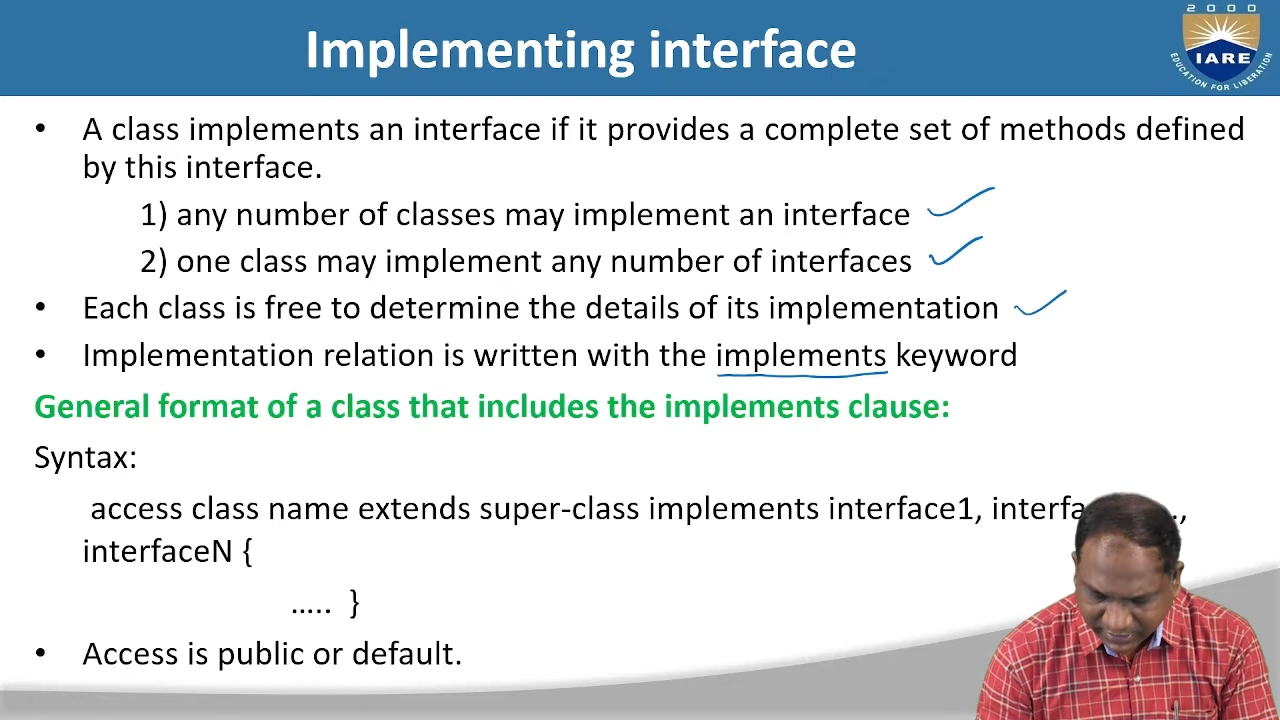 Implementing interface
2000
IARE
EDUCATION FOR LIBERATION
• A class implements an interface if it provides a complete set of methods defined
by this interface.
1) any number of classes may implement an interface
2) one class may implement any number of interfaces
• Each class is free to determine the details of its implementation
• Implementation relation is written with the implements keyword
General format of a class that includes the implements clause:
Syntax:
access class name extends super-class implements interface1,
interfaceN {
….. }
• Access is public or default.